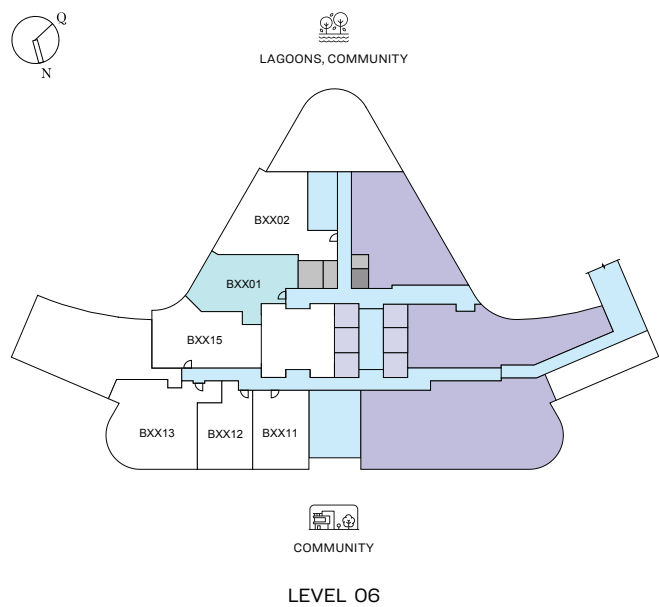 Q
N
LAGOONS, COMMUNITY
BXX02
BXX01
BXX15
BXX13
BXX12
BXX11
COMMUNITY
LEVEL 06